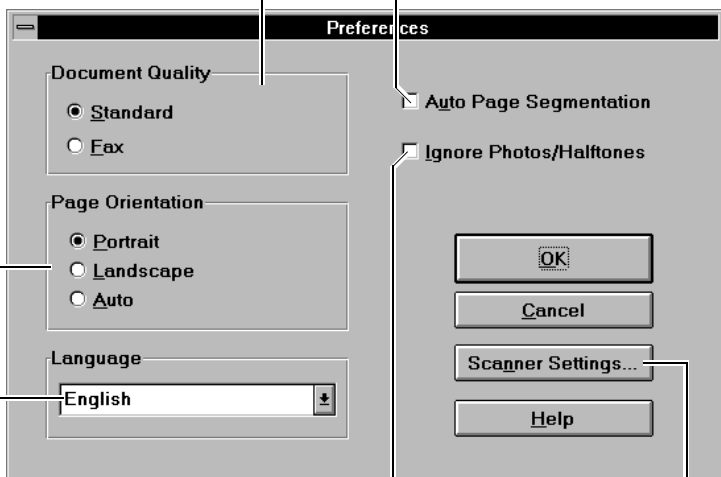 Preferences
Document Quality
Standard
Fax
Page Orientation
Portrait
Landscape
Auto
Language
English
Auto Page Segmentation
Ignore Photos/Halftones
OK
Cancel
Scanner Settings...
Help